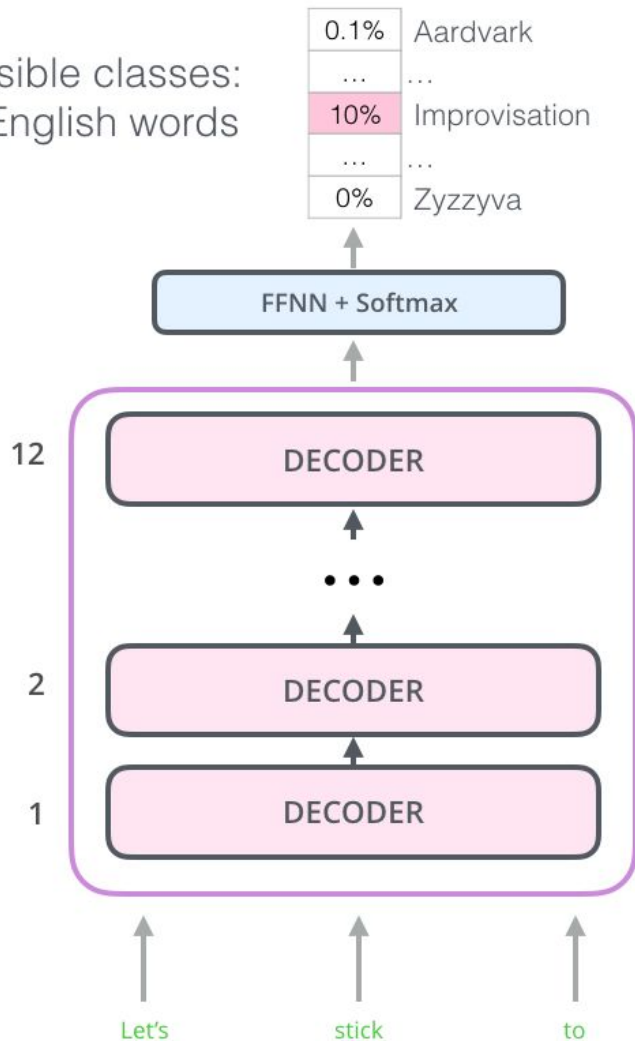 sible classes:
English words
0.1% Aardvark
... ...
10% Improvisation
... ...
0% Zyzzyva
FFNN + Softmax
12 DECODER
•••
2 DECODER
1 DECODER
Let's stick to